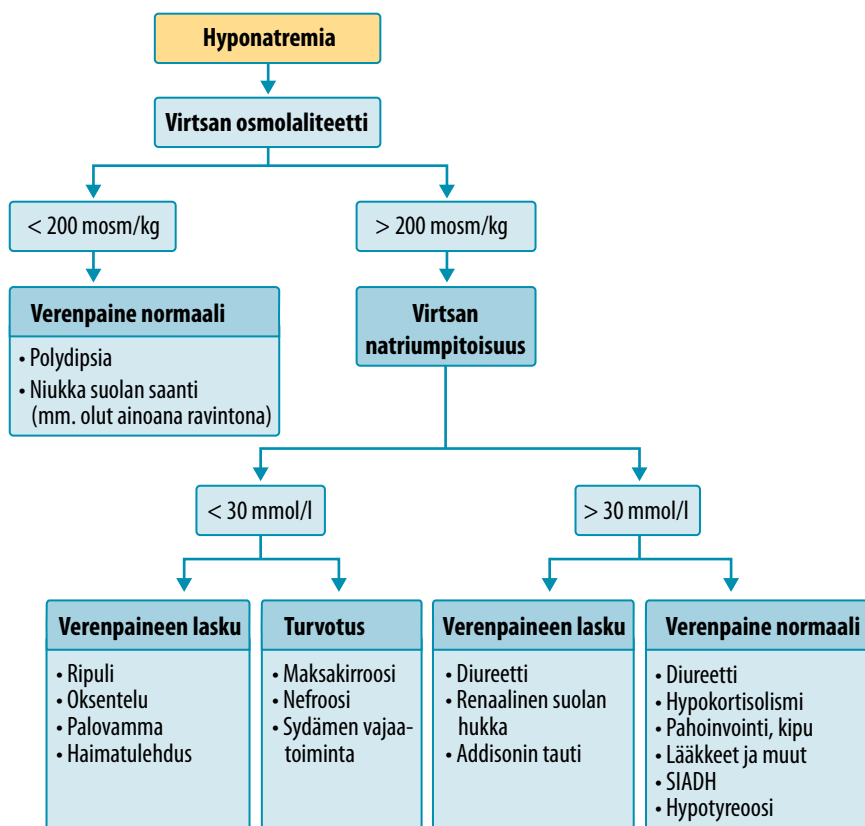 Hyponatremia
Virtsan osmolaliteetti
< 200 mosm/kg
> 200 mosm/kg
Verenpaine normaali
• Polydipsia
• Niukka suolan saanti
(mm. olut ainoana ravintona)
Virtsan
natriumpitoisuus
< 30 mmol/l
> 30 mmol/l
Verenpaineen lasku
• Ripuli
• Oksentelu
• Palovamma
• Haimatulehdus
Turvotus
• Maksakirroosi
• Nefroosi
• Sydämen vajaa-
toiminta
Verenpaineen lasku
• Diureetti
• Renaalinen suolan
hukka
• Addisonin tauti
Verenpaine normaali
• Diureetti
• Hypokortisolismi
• Pahoinvointi, kipu
• Lääkkeet ja muut
• SIADH
• Hypotyreoosi